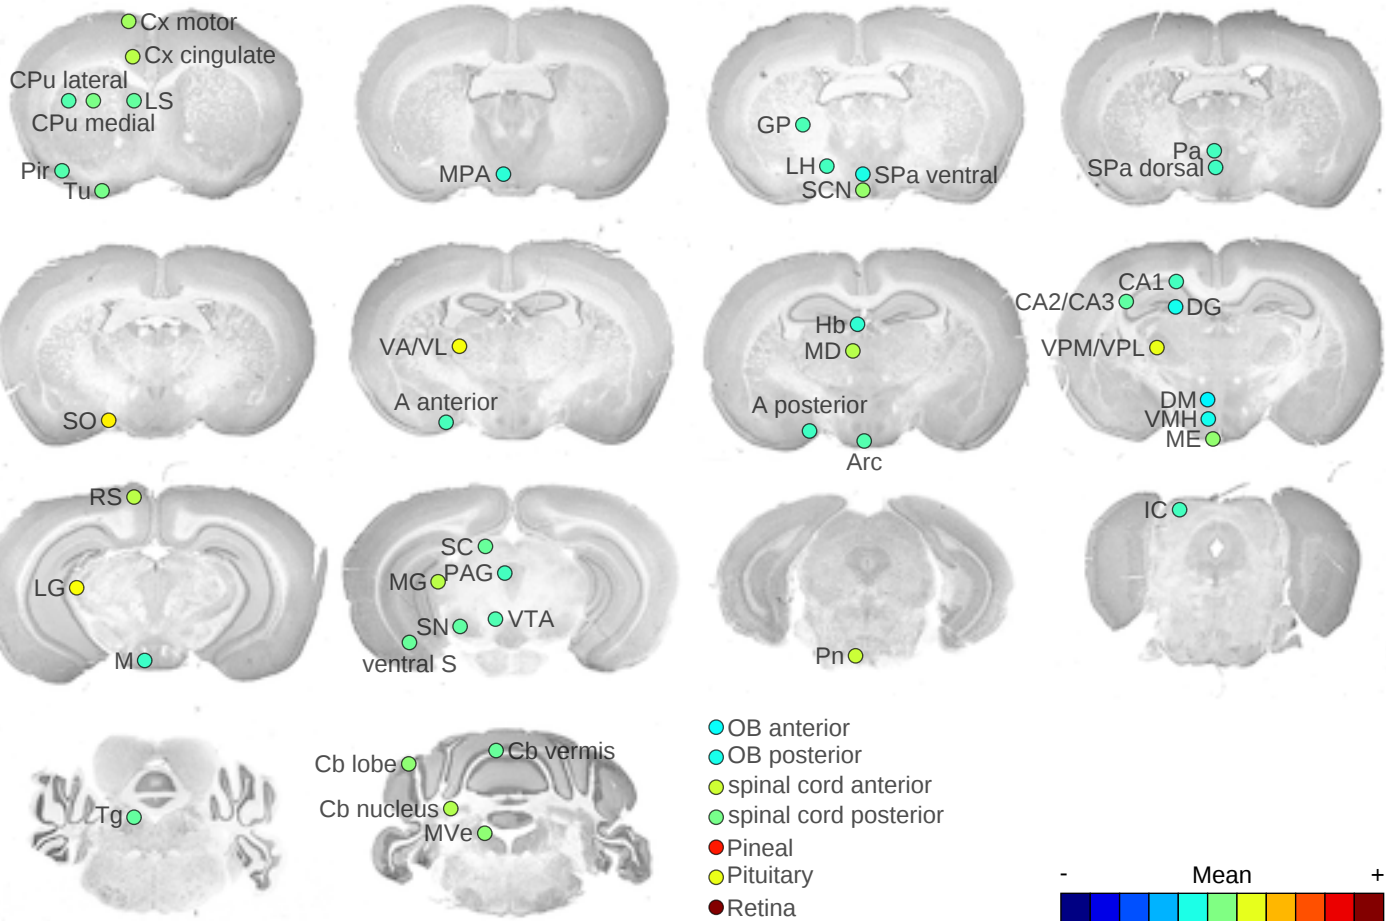 Cx motor
Cx cingulate
CPu lateral
LS
CPu medial
Pir
Tu
MPA
GP
LH
SPa ventral
SCN
Pa
SPa dorsal
SO
VA/VL
A anterior
Hb
MD
A posterior
Arc
CA1
CA2/CA3
DG
VPM/VPL
DM
VMH
ME
RS
LG
M
SC
MG
PAG
SN
VTA
ventral S
Pn
IC
Tg
Cb lobe
Cb vermis
Cb nucleus
MVe
OB anterior
OB posterior
spinal cord anterior
spinal cord posterior
Pineal
Pituitary
Retina
- Mean +